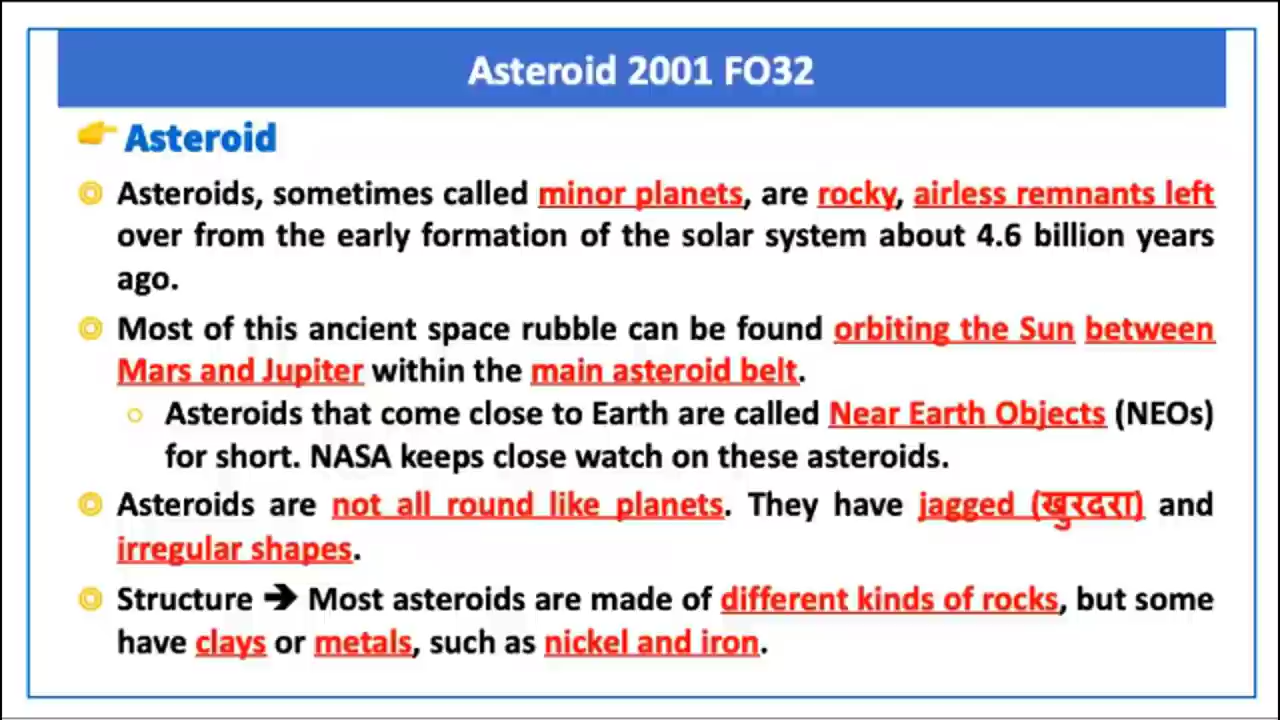 Asteroid 2001 FO32
Asteroid
Asteroids, sometimes called minor planets, are rocky, airless remnants left
over from the early formation of the solar system about 4.6 billion years
ago.
Most of this ancient space rubble can be found orbiting the Sun between
Mars and Jupiter within the main asteroid belt.
Asteroids that come close to Earth are called Near Earth Objects (NEOs)
for short. NASA keeps close watch on these asteroids.
Asteroids are not all round like planets. They have jagged (खुरदरा) and
irregular shapes.
Structure ➔ Most asteroids are made of different kinds of rocks, but some
have clays or metals, such as nickel and iron.